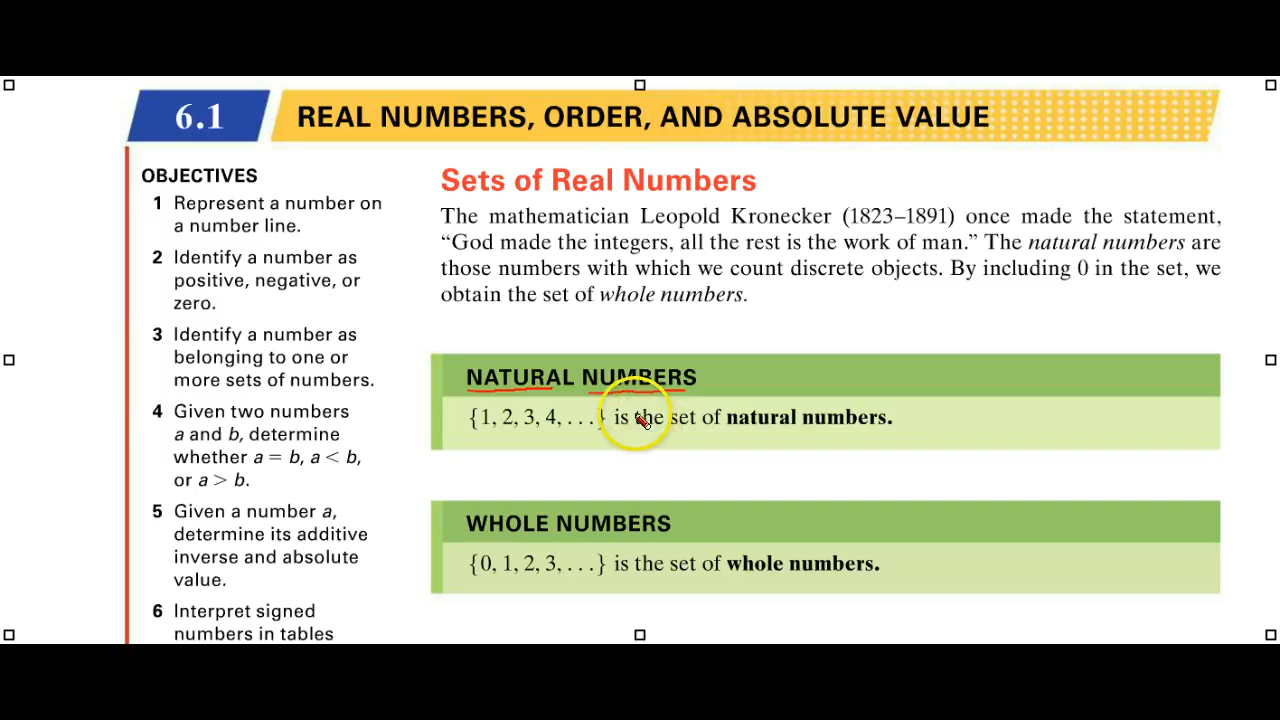 6.1
REAL NUMBERS, ORDER, AND ABSOLUTE VALUE
OBJECTIVES
1 Represent a number on
a number line.
2 Identify a number as
positive, negative, or
zero.
3 Identify a number as
belonging to one or
more sets of numbers.
4 Given two numbers
a and b, determine
whether a = b, a < b,
or a > b.
5 Given a number a,
determine its additive
inverse and absolute
value.
6 Interpret signed
numbers in tables
Sets of Real Numbers
The mathematician Leopold Kronecker (1823–1891) once made the statement,
“God made the integers, all the rest is the work of man.” The natural numbers are
those numbers with which we count discrete objects. By including 0 in the set, we
obtain the set of whole numbers.
NATURAL NUMBERS
{1, 2, 3, 4, . . .} is the set of natural numbers.
WHOLE NUMBERS
{0, 1, 2, 3, . . .} is the set of whole numbers.